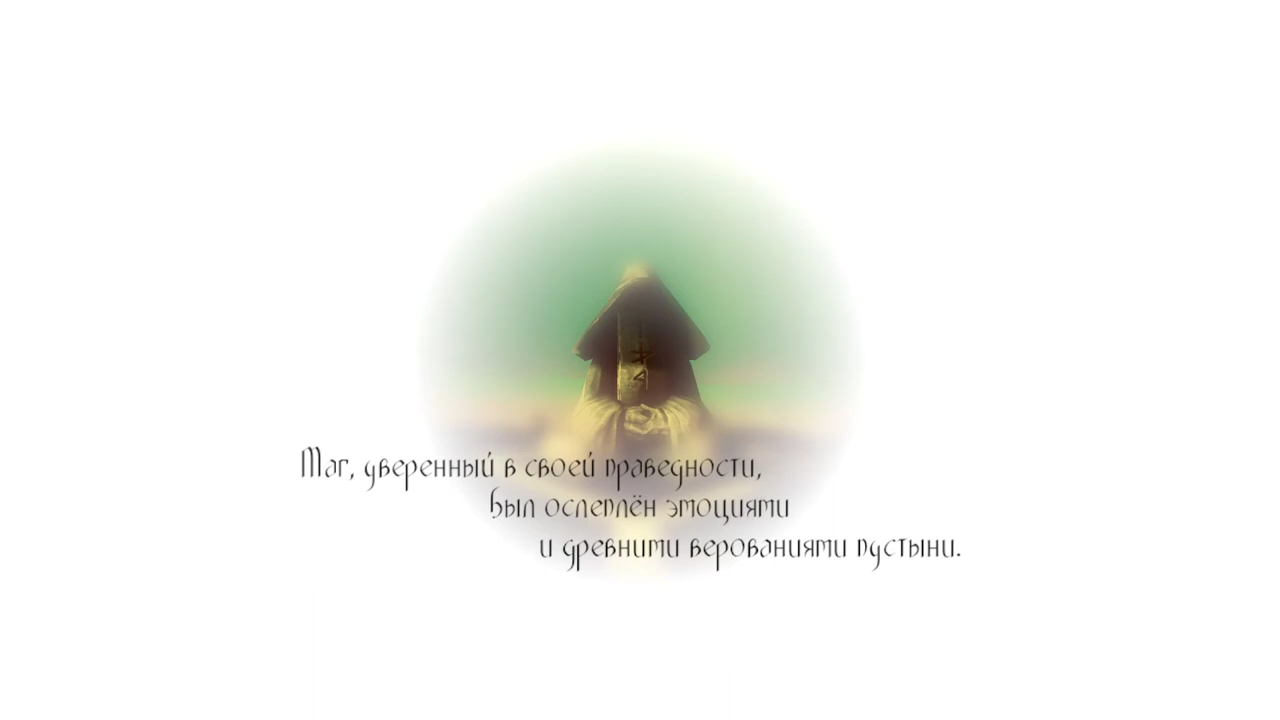 Маг, уверенный в своей праведности,
был ослеплён эмоциями
и древними верованиями пустыни.